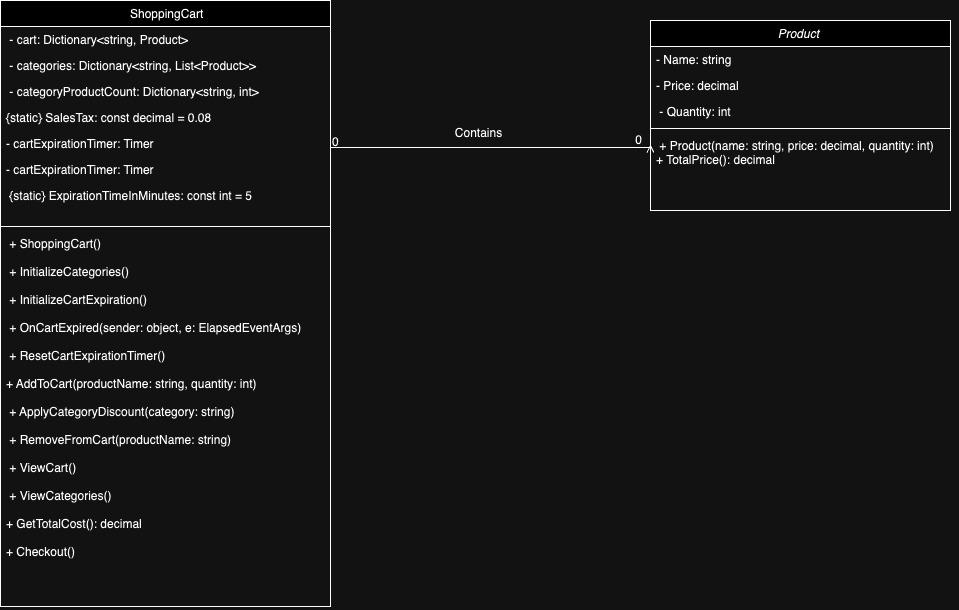 ShoppingCart
- cart: Dictionary<string, Product>
- categories: Dictionary<string, List<Product>>
- categoryProductCount: Dictionary<string, int>
{static} SalesTax: const decimal = 0.08
- cartExpirationTimer: Timer
- cartExpirationTimer: Timer
{static} ExpirationTimeInMinutes: const int = 5
+ ShoppingCart()
+ InitializeCategories()
+ InitializeCartExpiration()
+ OnCartExpired(sender: object, e: ElapsedEventArgs)
+ ResetCartExpirationTimer()
+ AddToCart(productName: string, quantity: int)
+ ApplyCategoryDiscount(category: string)
+ RemoveFromCart(productName: string)
+ ViewCart()
+ ViewCategories()
+ GetTotalCost(): decimal
+ Checkout()
0
Contains
0
Product
- Name: string
- Price: decimal
- Quantity: int
+ Product(name: string, price: decimal, quantity: int)
+ TotalPrice(): decimal